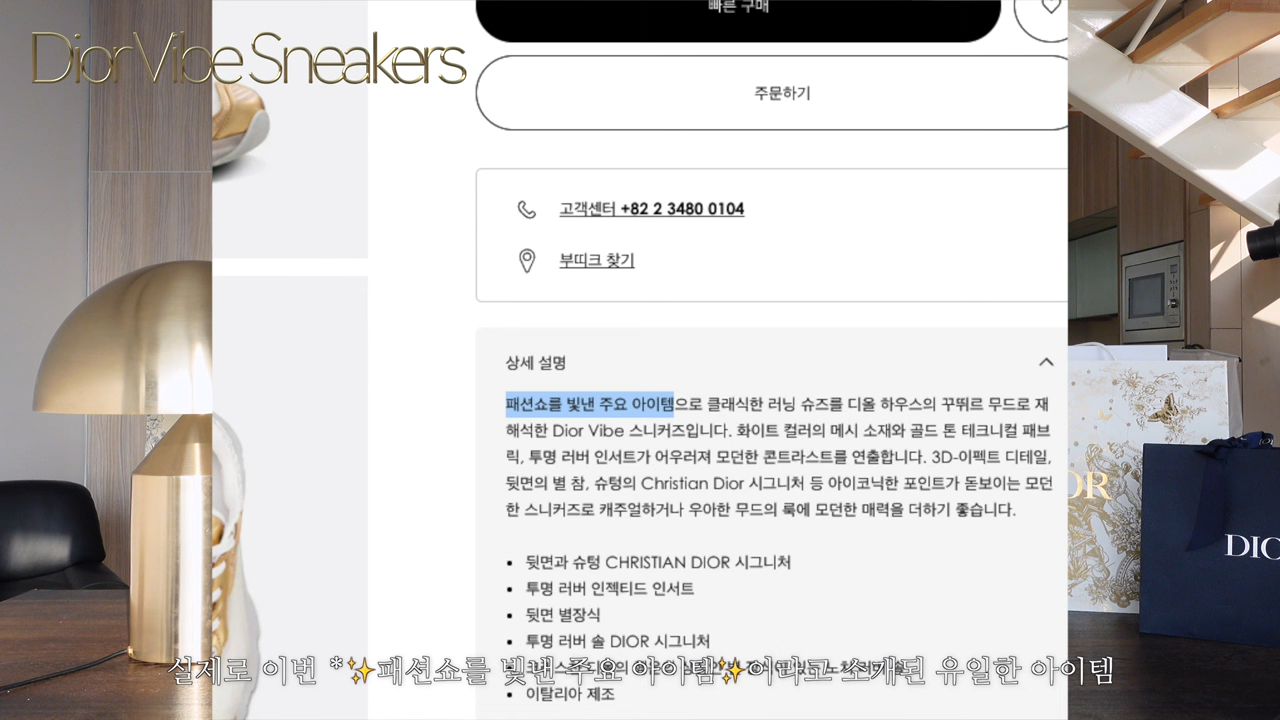 Dior Vibe Sneakers
빠른 구매
주문하기
고객센터 +82 2 3480 0104
부띠크 찾기
상세 설명
패션쇼를 빛낸 주요 아이템으로 클래식한 러닝 슈즈를 디올 하우스의 꾸뛰르 무드로 재
해석한 Dior Vibe 스니커즈입니다. 화이트 컬러의 메시 소재와 골드 톤 테크니컬 패브
릭, 투명 러버 인서트가 어우러져 모던한 콘트라스트를 연출합니다. 3D-이펙트 디테일,
뒷면의 별 참, 슈텅의 Christian Dior 시그니처 등 아이코닉한 포인트가 돋보이는 모던
한 스니커즈로 캐주얼하거나 우아한 무드의 룩에 모던한 매력을 더하기 좋습니다.
뒷면과 슈텅 CHRISTIAN DIOR 시그니처
투명 러버 인젝티드 인서트
뒷면 별장식
투명 러버 솔 DIOR 시그니처
이탈리아 제조
설제로 이번 *✨패션쇼를 빛낸 주요 아이템✨이다고 소개된 유일한 아이템
OR
DIO